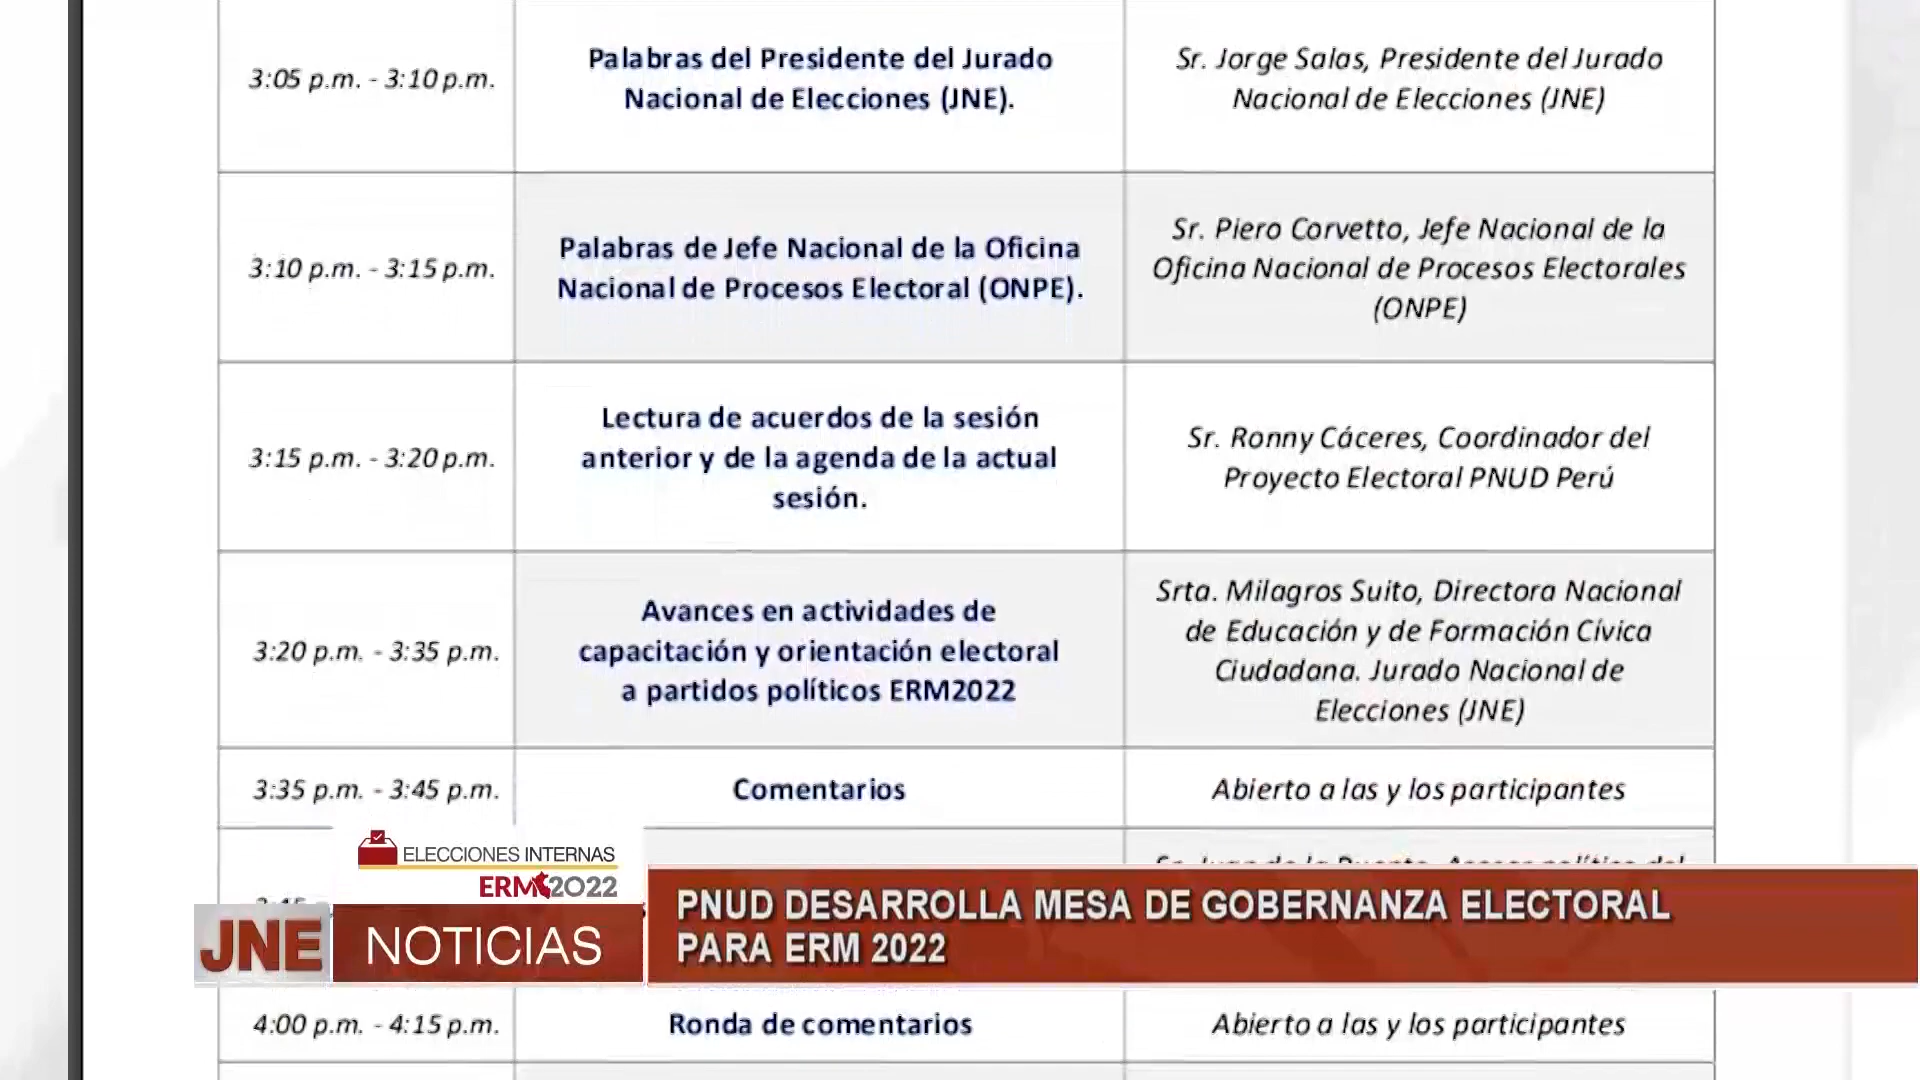 3:05 p.m. - 3:10 p.m.
Palabras del Presidente del Jurado
Nacional de Elecciones (JNE).
Sr. Jorge Salas, Presidente del Jurado
Nacional de Elecciones (JNE)
3:10 p.m. - 3:15 p.m.
Palabras de Jefe Nacional de la Oficina
Nacional de Procesos Electoral (ONPE).
Sr. Piero Corvetto, Jefe Nacional de la
Oficina Nacional de Procesos Electorales
(ONPE)
3:15 p.m. - 3:20 p.m.
Lectura de acuerdos de la sesión
anterior y de la agenda de la actual
sesión.
Sr. Ronny Cáceres, Coordinador del
Proyecto Electoral PNUD Perú
3:20 p.m. - 3:35 p.m.
Avances en actividades de
capacitación y orientación electoral
a partidos políticos ERM2022
Srta. Milagros Suito, Directora Nacional
de Educación y de Formación Cívica
Ciudadana. Jurado Nacional de
Elecciones (JNE)
3:35 p.m. - 3:45 p.m.
Comentarios
Abierto a las y los participantes
ELECCIONES INTERNAS
ERM2022
JNE NOTICIAS
PNUD DESARROLLA MESA DE GOBERNANZA ELECTORAL
PARA ERM 2022
4:00 p.m. - 4:15 p.m.
Ronda de comentarios
Abierto a las y los participantes